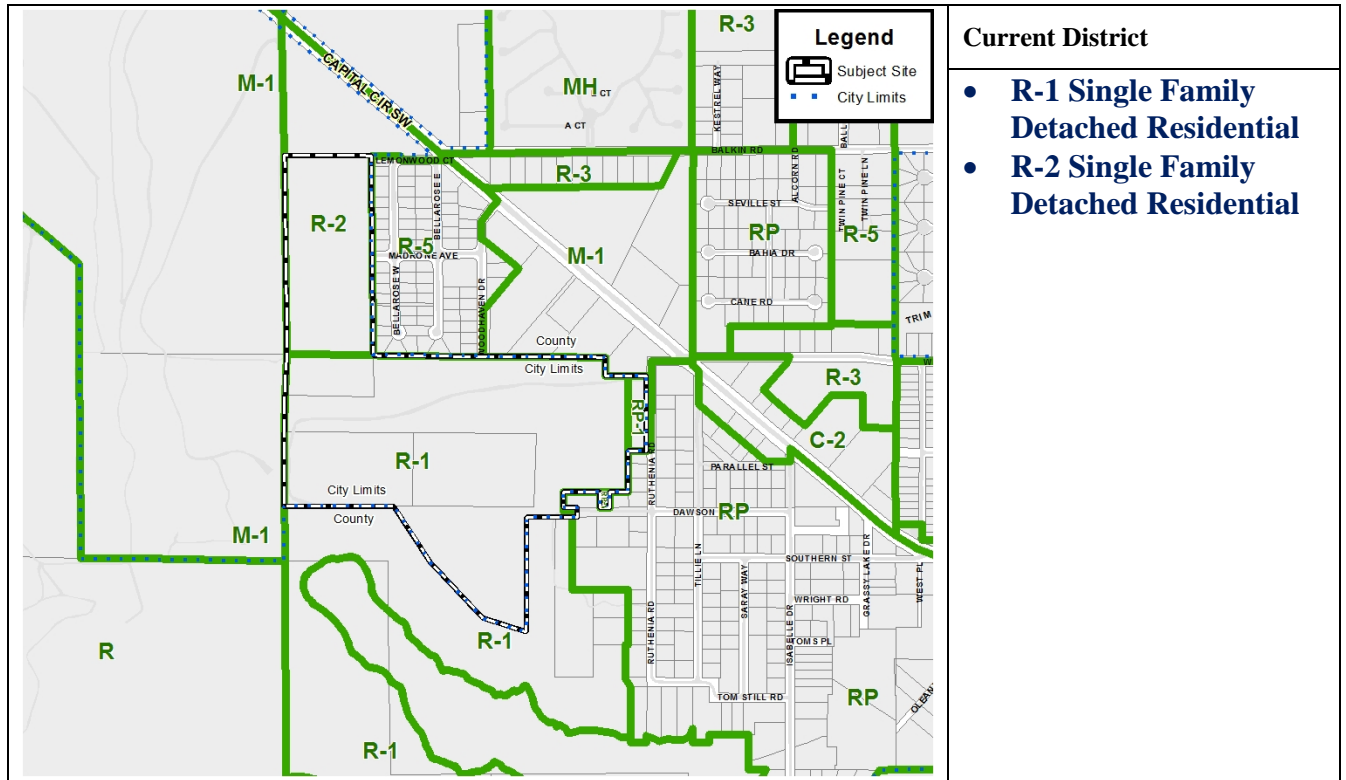 R-3
Legend
Subject Site
City Limits
Current District
• R-1 Single Family
Detached Residential
• R-2 Single Family
Detached Residential
M-1
CAPITAL CIR SW
MH
CT
A CT
KESTREL WAY
BALKIN RD
LEMONWOOD CT
R-3
BELLAROSE E
ALCORN RD
TWIN PINE CT
TWIN PINE LN
SEVILLE ST
R-2
R-5
RP
R-5
MADRONE AVE
M-1
BAHIA DR
BELLAROSE W
WOODHAVEN DR
CANE RD
TRIM
County
City Limits
R-3
RP-1
C-2
R-1
RUTHENIA RD
PARALLEL ST
City Limits
County
DAWSON
RP
M-1
TILLIE LN
SOUTHERN ST
GRASSY LAKE DR
WEST PL
SARAY WAY
WRIGHT RD
ISABELLE DR
R-1
RUTHENIA RD
TOMS PL
R
TOM STILL RD
RP
R-1